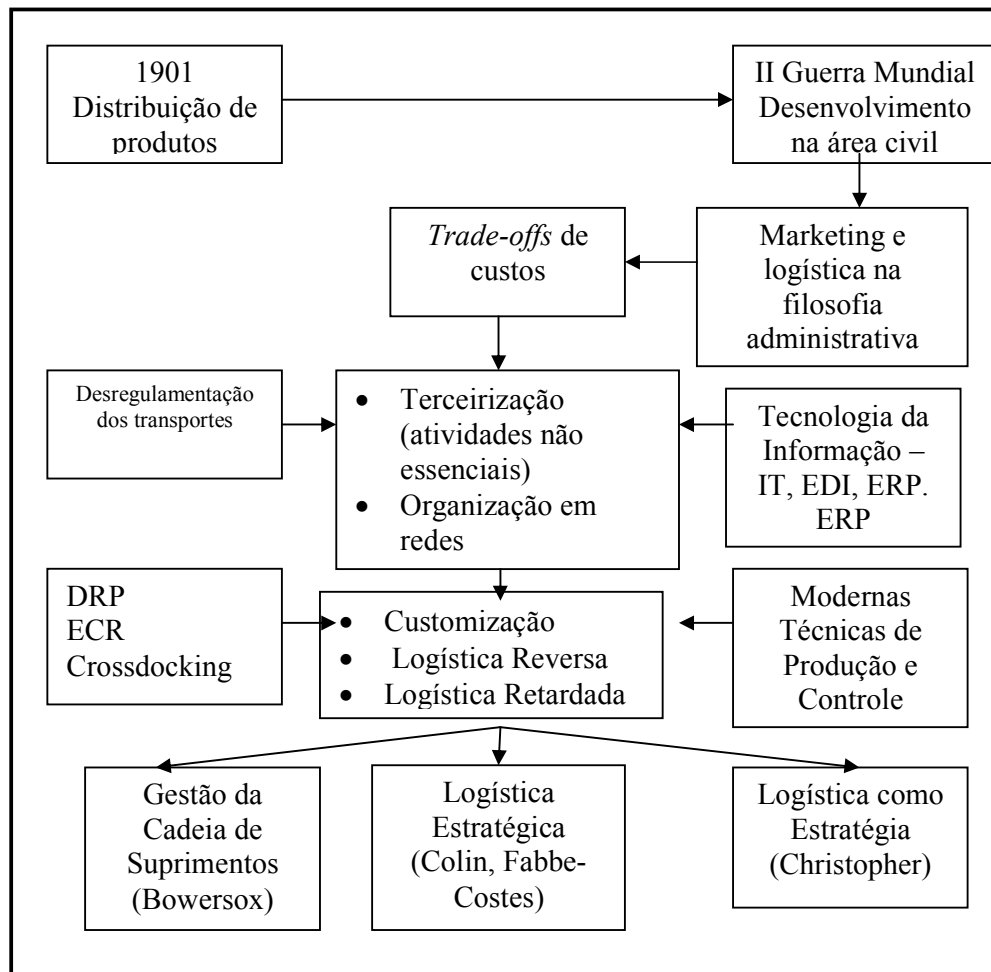 1901
Distribuição de
produtos
II Guerra Mundial
Desenvolvimento
na área civil
Trade-offs de
custos
Marketing e
logística na
filosofia
administrativa
Desregulamentação
dos transportes
• Terceirização
(atividades não
essenciais)
• Organização em
redes
Tecnologia da
Informação –
IT, EDI, ERP.
ERP
DRP
ECR
Crossdocking
• Customização
• Logística Reversa
• Logística Retardada
Modernas
Técnicas de
Produção e
Controle
Gestão da
Cadeia de
Suprimentos
(Bowersox)
Logística
Estratégica
(Colin, Fabbe-
Costes)
Logística como
Estratégia
(Christopher)